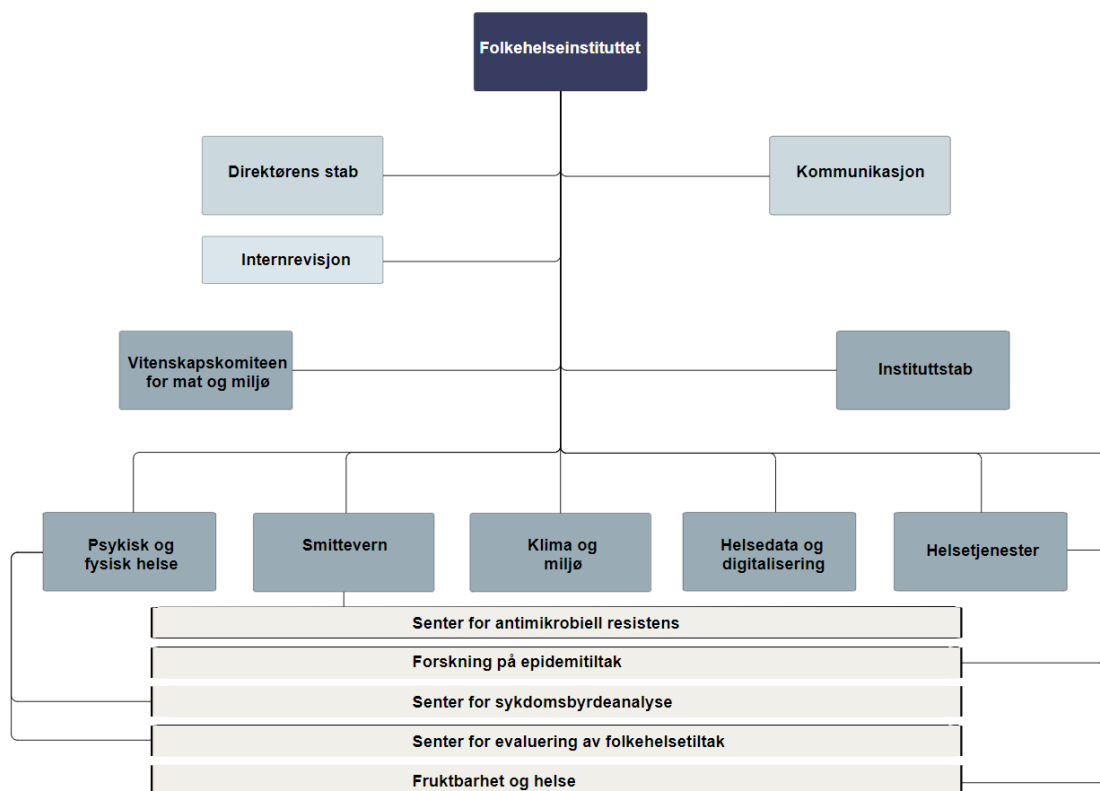 Folkehelseinstituttet
Direktørens stab
Kommunikasjon
Internrevisjon
Vitenskapskomiteen
for mat og miljø
Instituttstab
Psykisk og
fysisk helse
Smittevern
Klima og
miljø
Helsedata og
digitalisering
Helsetjenester
Senter for antimikrobiell resistens
Forskning på epidemitiltak
Senter for sykdomsbyrdeanalyse
Senter for evaluering av folkehelsetiltak
Fruktbarhet og helse